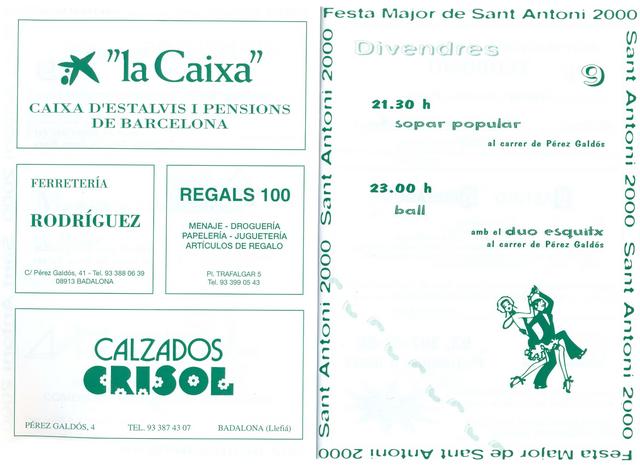 "la Caixa"
CAIXA D'ESTALVIS I PENSIONS
DE BARCELONA
FERRETERÍA
RODRÍGUEZ
C/ Pérez Galdós, 41 - Tel. 93 388 06 39
08913 BADALONA
REGALS 100
MENAJE - DROGUERÍA
PAPELERÍA - JUGUETERÍA
ARTÍCULOS DE REGALO
Pl. TRAFALGAR 5
Tel. 93 399 05 43
CALZADOS
CRISOL
PÉREZ GALDÓS, 4 TEL. 93 387 43 07 BADALONA (Llefià)
Festa Major de Sant Antoni 2000
Sant Antoni 2000 Sant Antoni 2000
Divendres
9
21.30 h
sopar popular
al carrer de Pérez Galdós
23.00 h
ball
amb el duo esquitx
al carrer de Pérez Galdós
Sant Antoni 2000 Sant Antoni 2000
Festa Major de Sant Antoni 2000